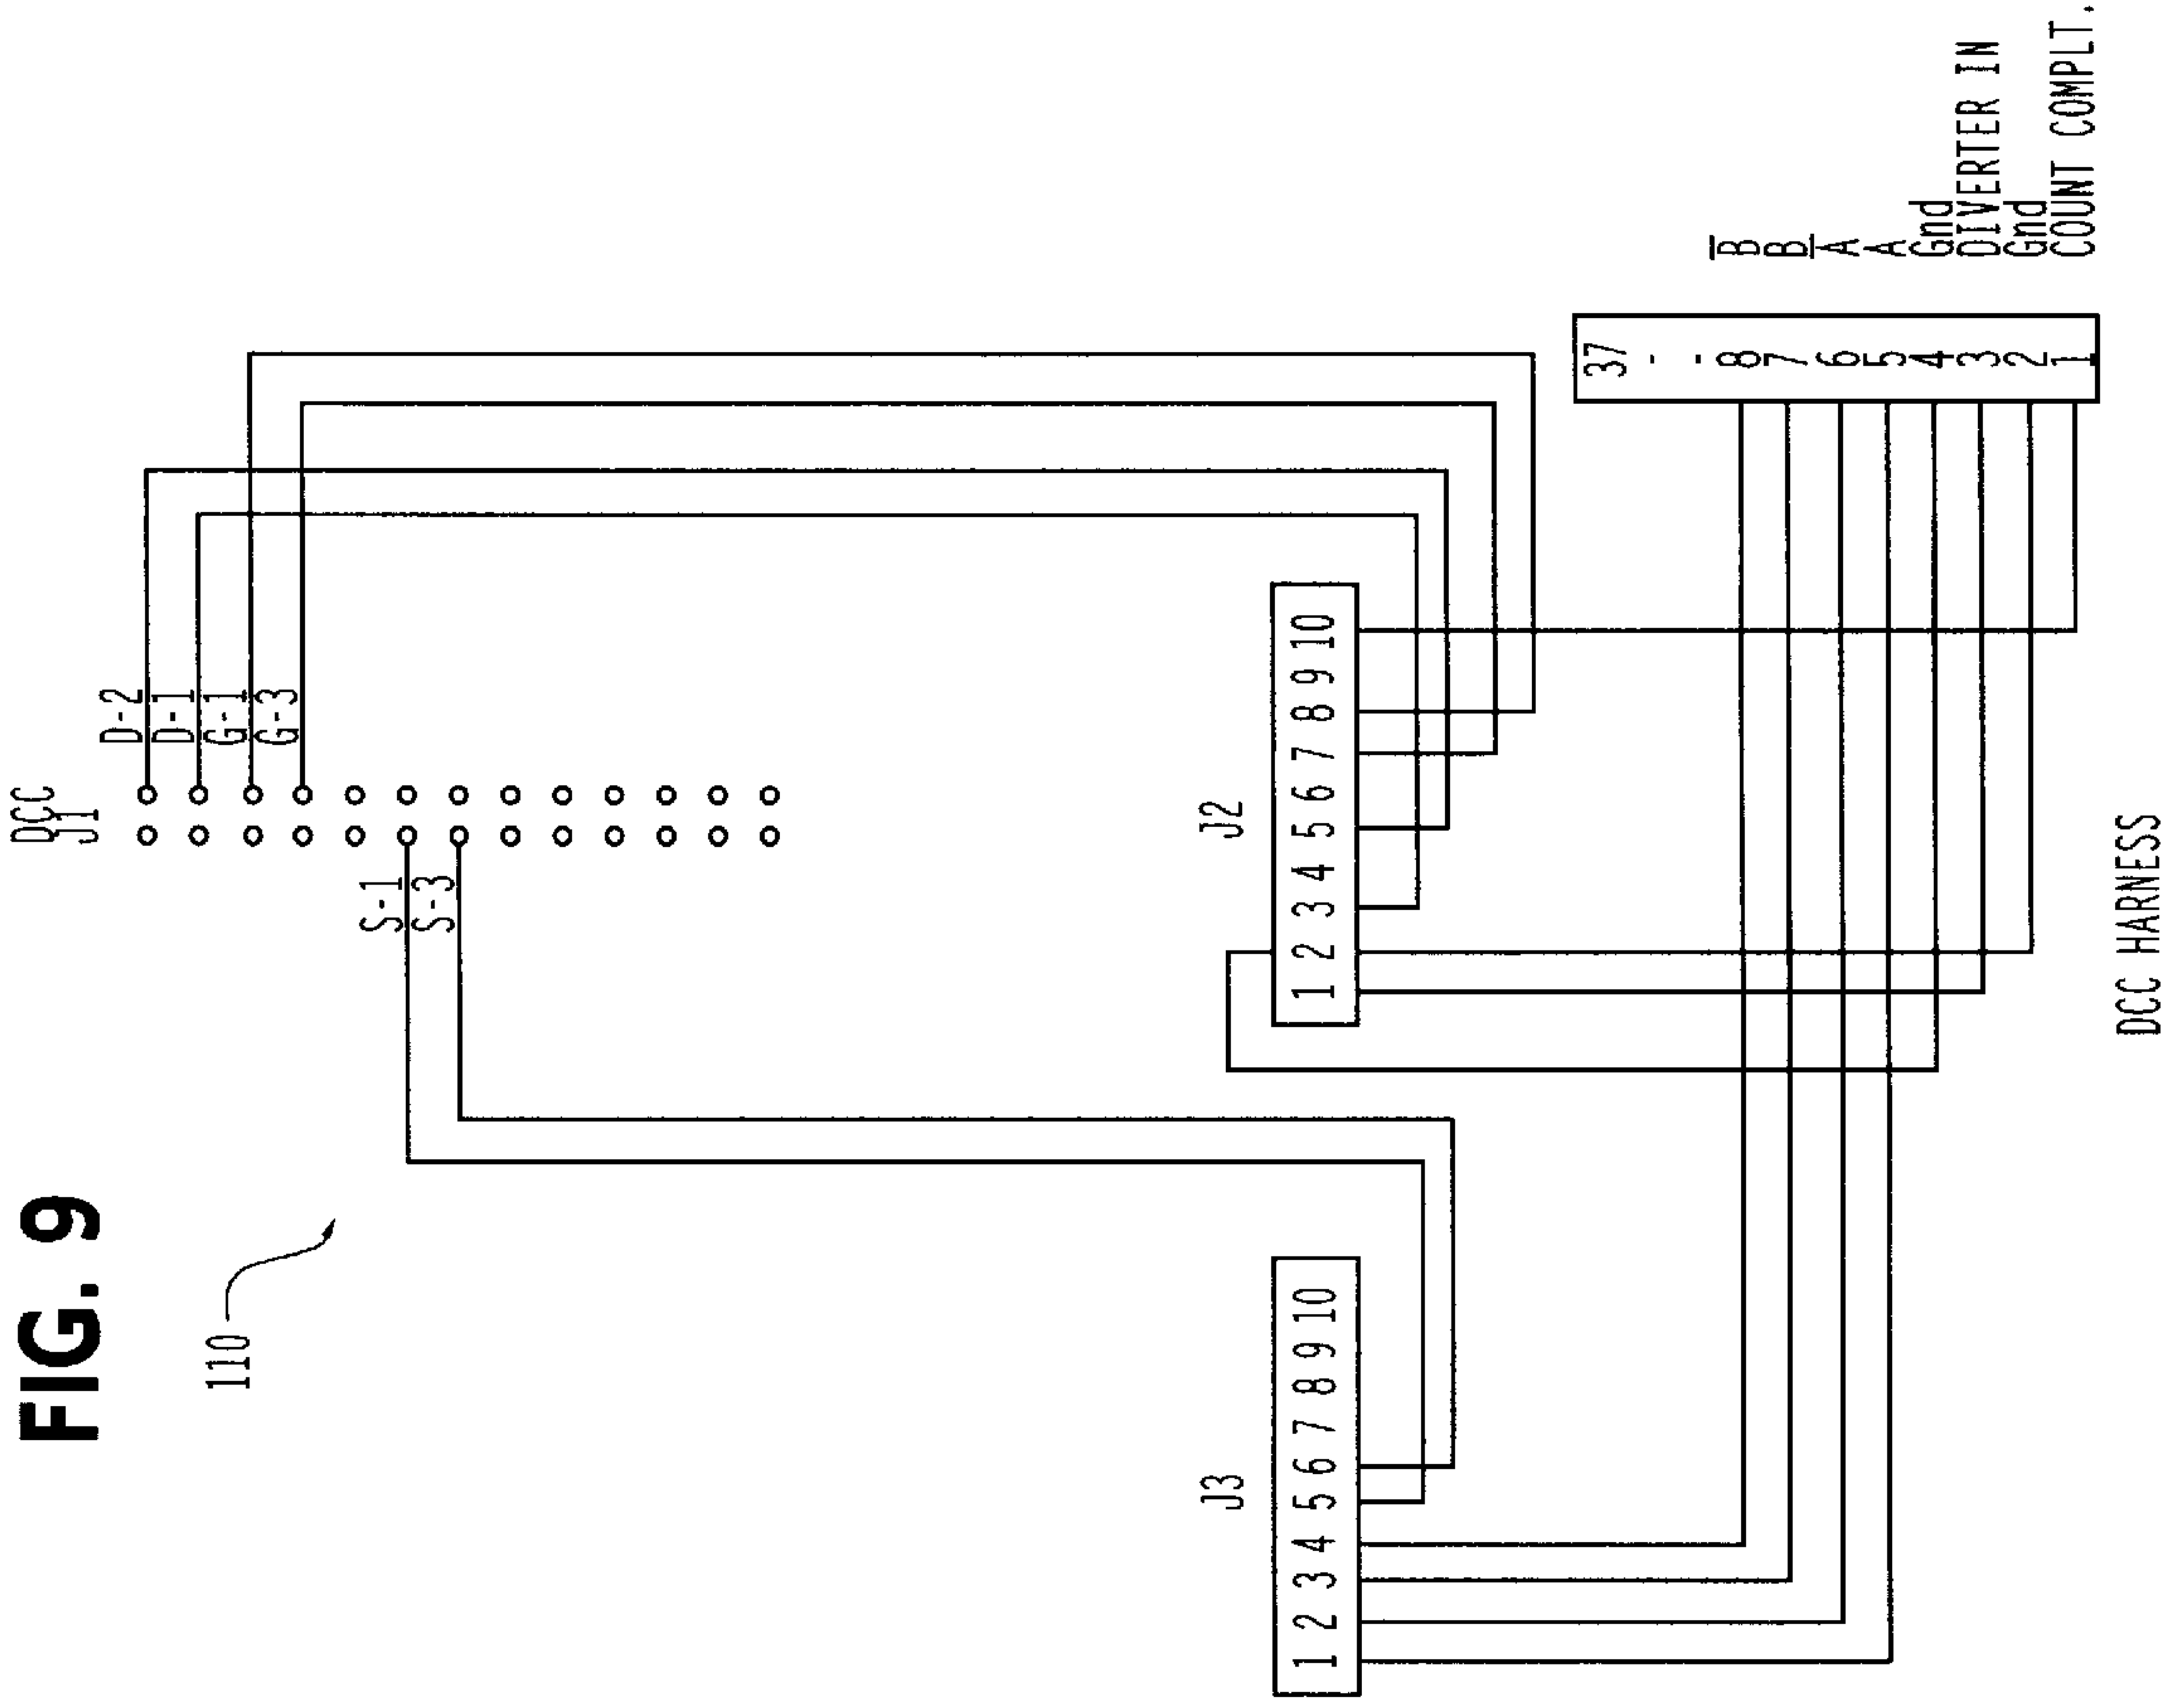 FIG. 9
DCC
J1
D-2
D-1
110
G-1
G-3
S-1
S-3
J3
J2
1 2 3 4 5 6 7 8 9 10
1 2 3 4 5 6 7 8 9 10
37
-
-
8 B̅
7 B
6 A̅
5 A
4 Gnd
3 DIVERTER IN
2 Gnd
1 COUNT COMPLT.
DCC HARNESS